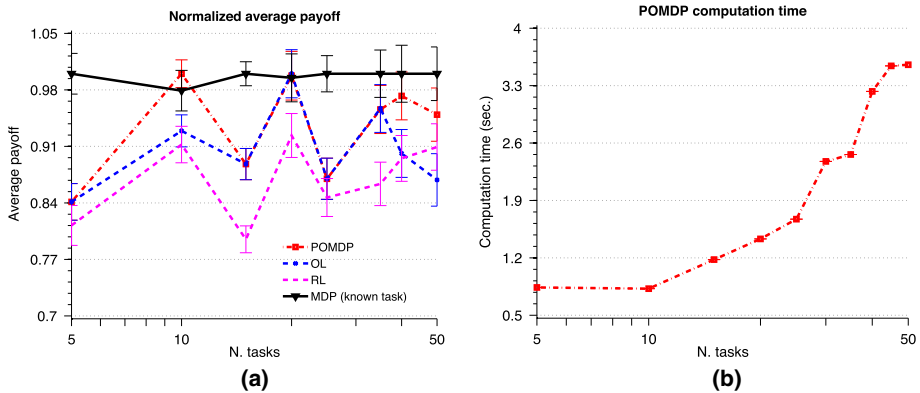 Normalized average payoff
1.05
0.98
0.91
0.84
0.77
0.7
Average payoff
POMDP
OL
RL
MDP (known task)
5 10 20 50
N. tasks
(a)
POMDP computation time
4
3.3
2.6
1.9
1.2
0.5
Computation time (sec.)
5 10 20 50
N. tasks
(b)